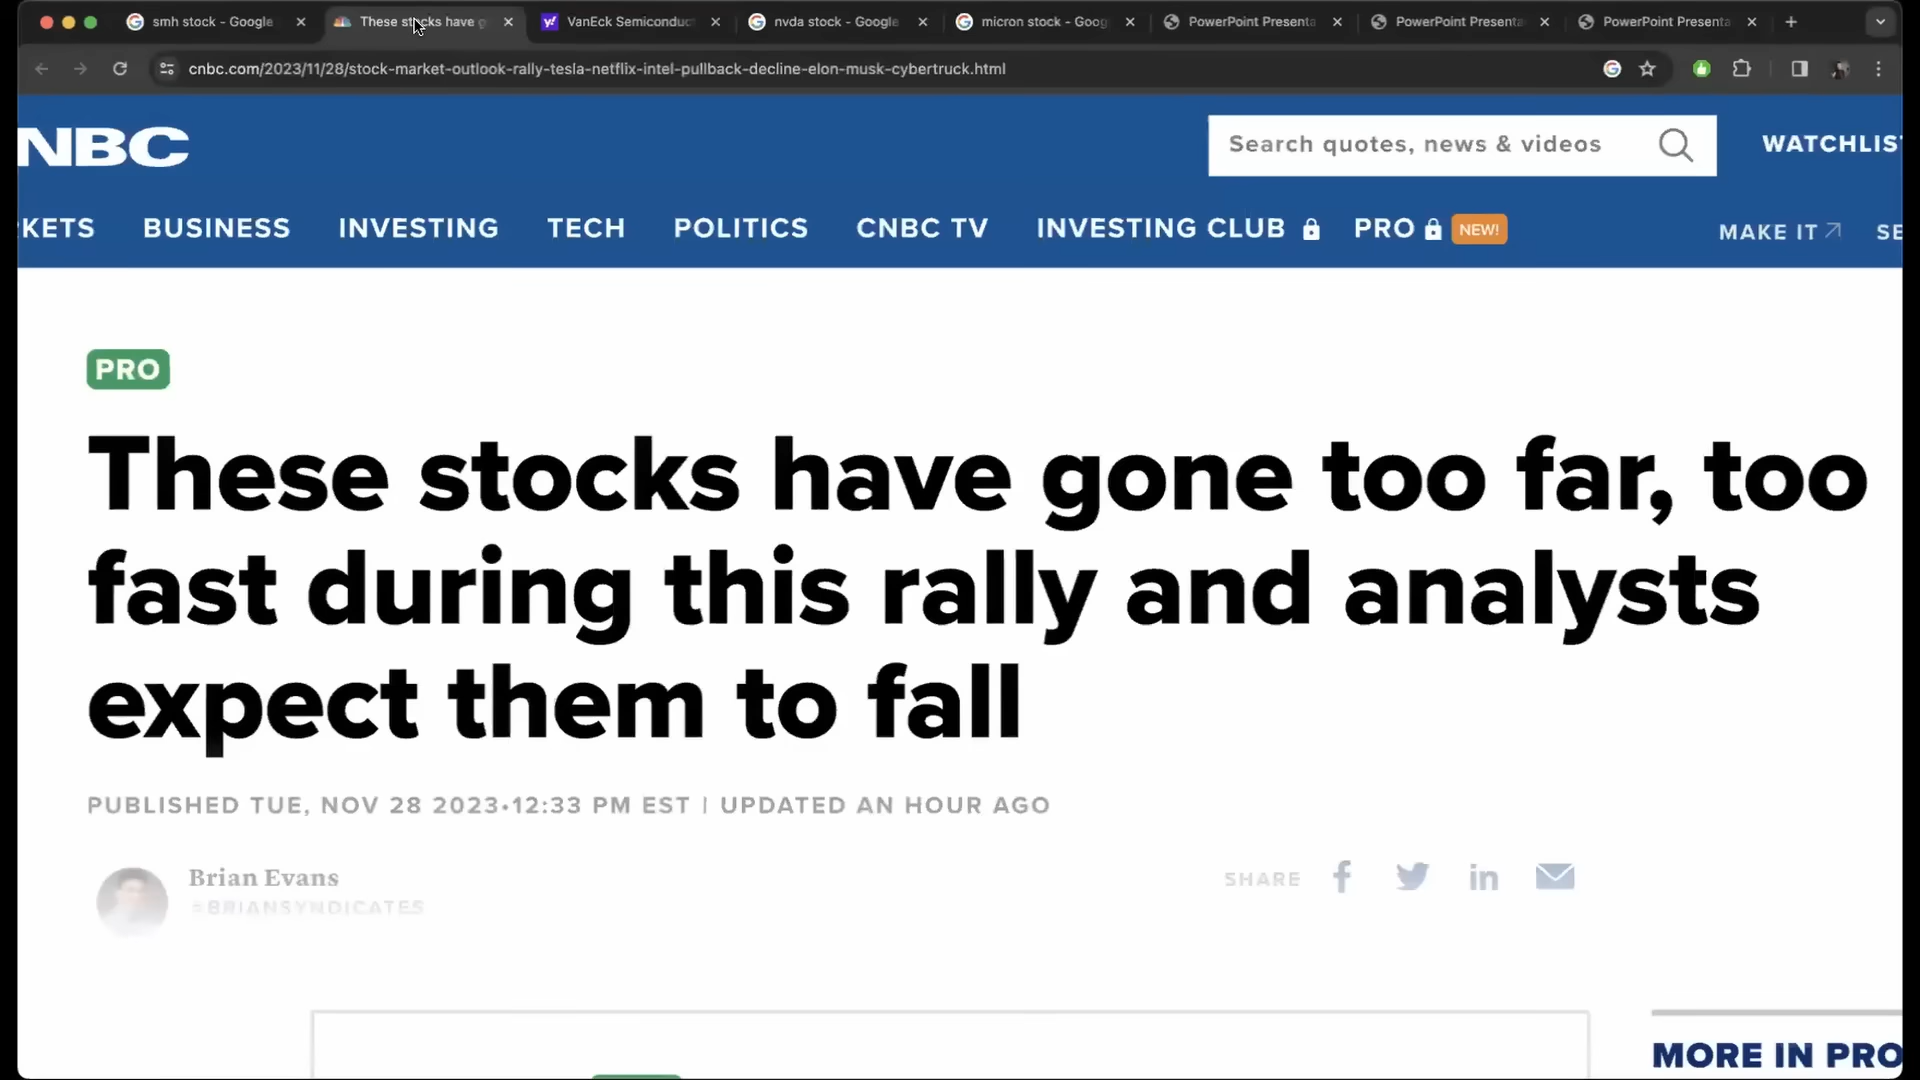 smh stock - Google
These stocks have g
VanEck Semiconduc
nvda stock - Google
micron stock - Goog
PowerPoint Presenta
PowerPoint Presenta
PowerPoint Presenta
cnbc.com/2023/11/28/stock-market-outlook-rally-tesla-netflix-intel-pullback-decline-elon-musk-cybertruck.html
NBC
Search quotes, news & videos
WATCHLIST
KETS
BUSINESS
INVESTING
TECH
POLITICS
CNBC TV
INVESTING CLUB
PRO
NEW!
MAKE IT
SE
PRO
These stocks have gone too far, too
fast during this rally and analysts
expect them to fall
PUBLISHED TUE, NOV 28 2023•12:33 PM EST | UPDATED AN HOUR AGO
Brian Evans
@BRIANSYNDICATES
SHARE
MORE IN PRO